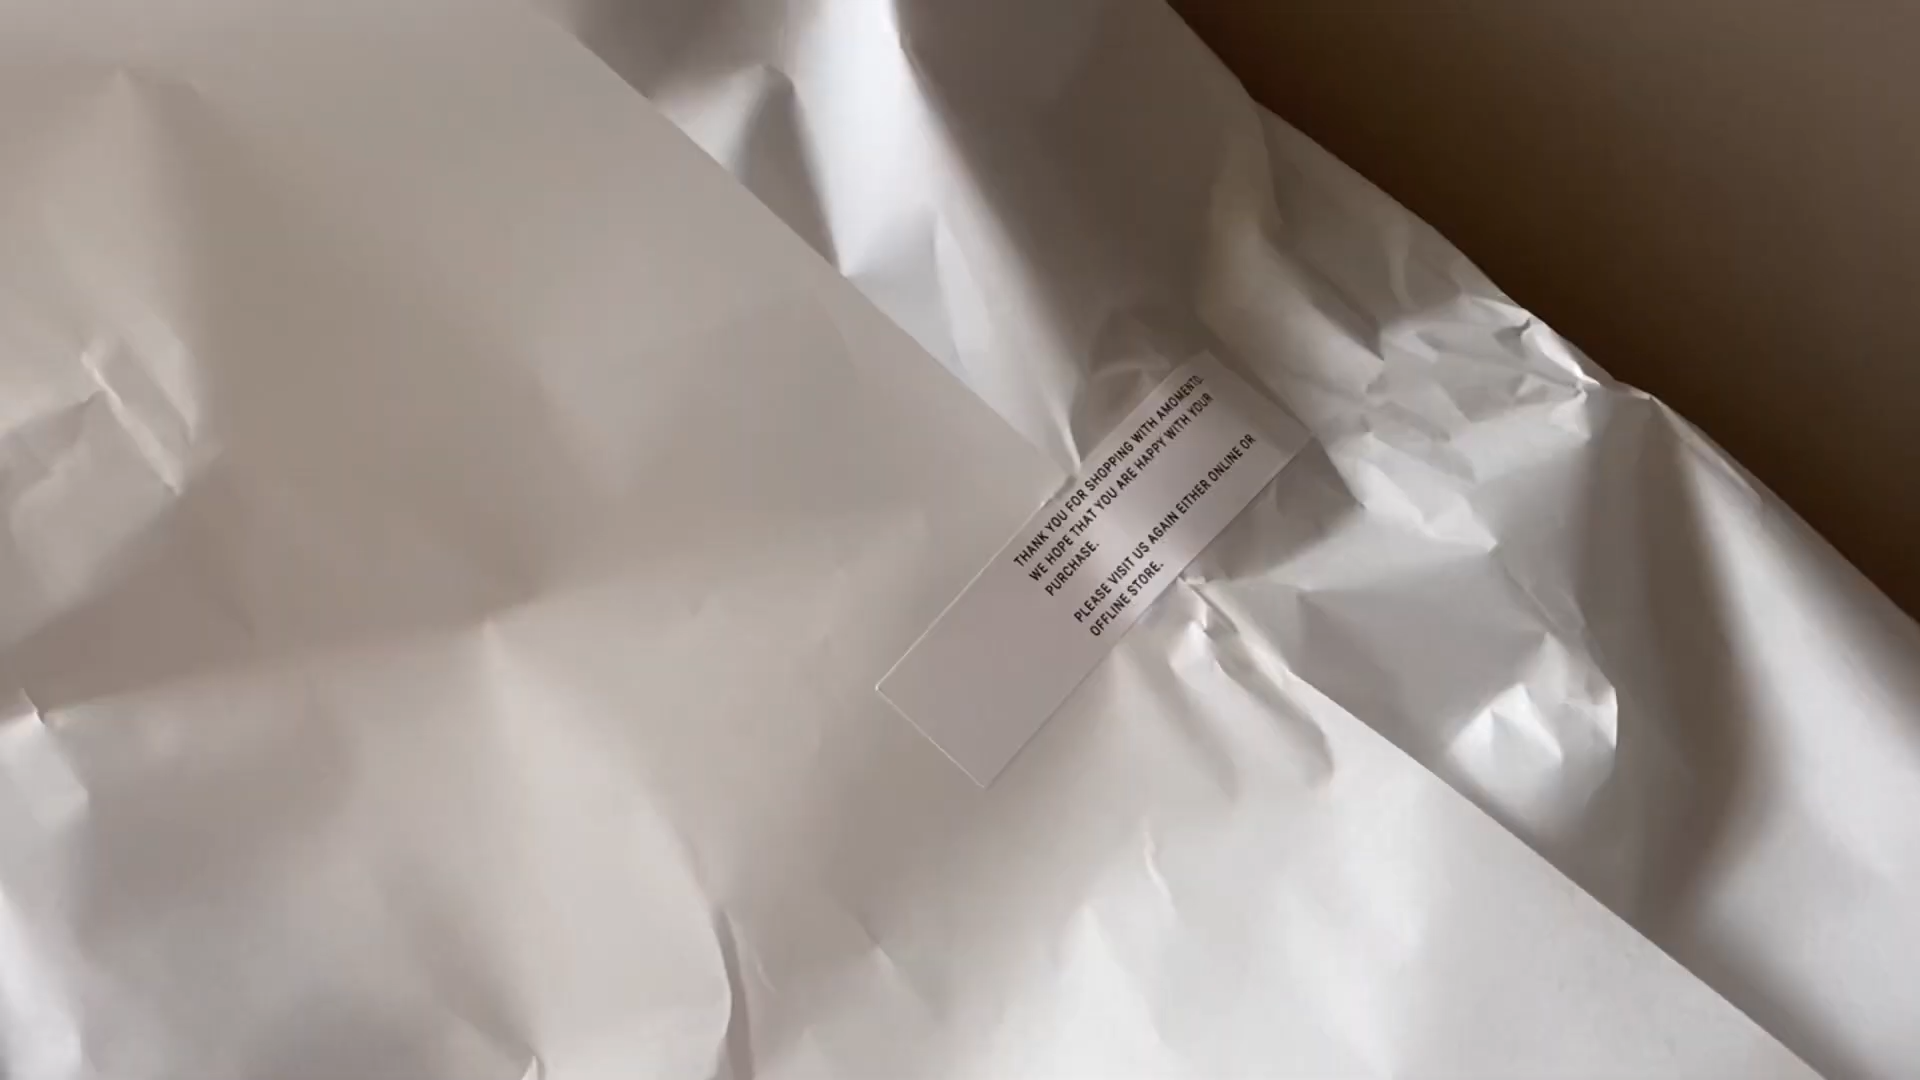 THANK YOU FOR SHOPPING WITH AMOMENTO.
WE HOPE THAT YOU ARE HAPPY WITH YOUR
PURCHASE.
PLEASE VISIT US AGAIN EITHER ONLINE OR
OFFLINE STORE.